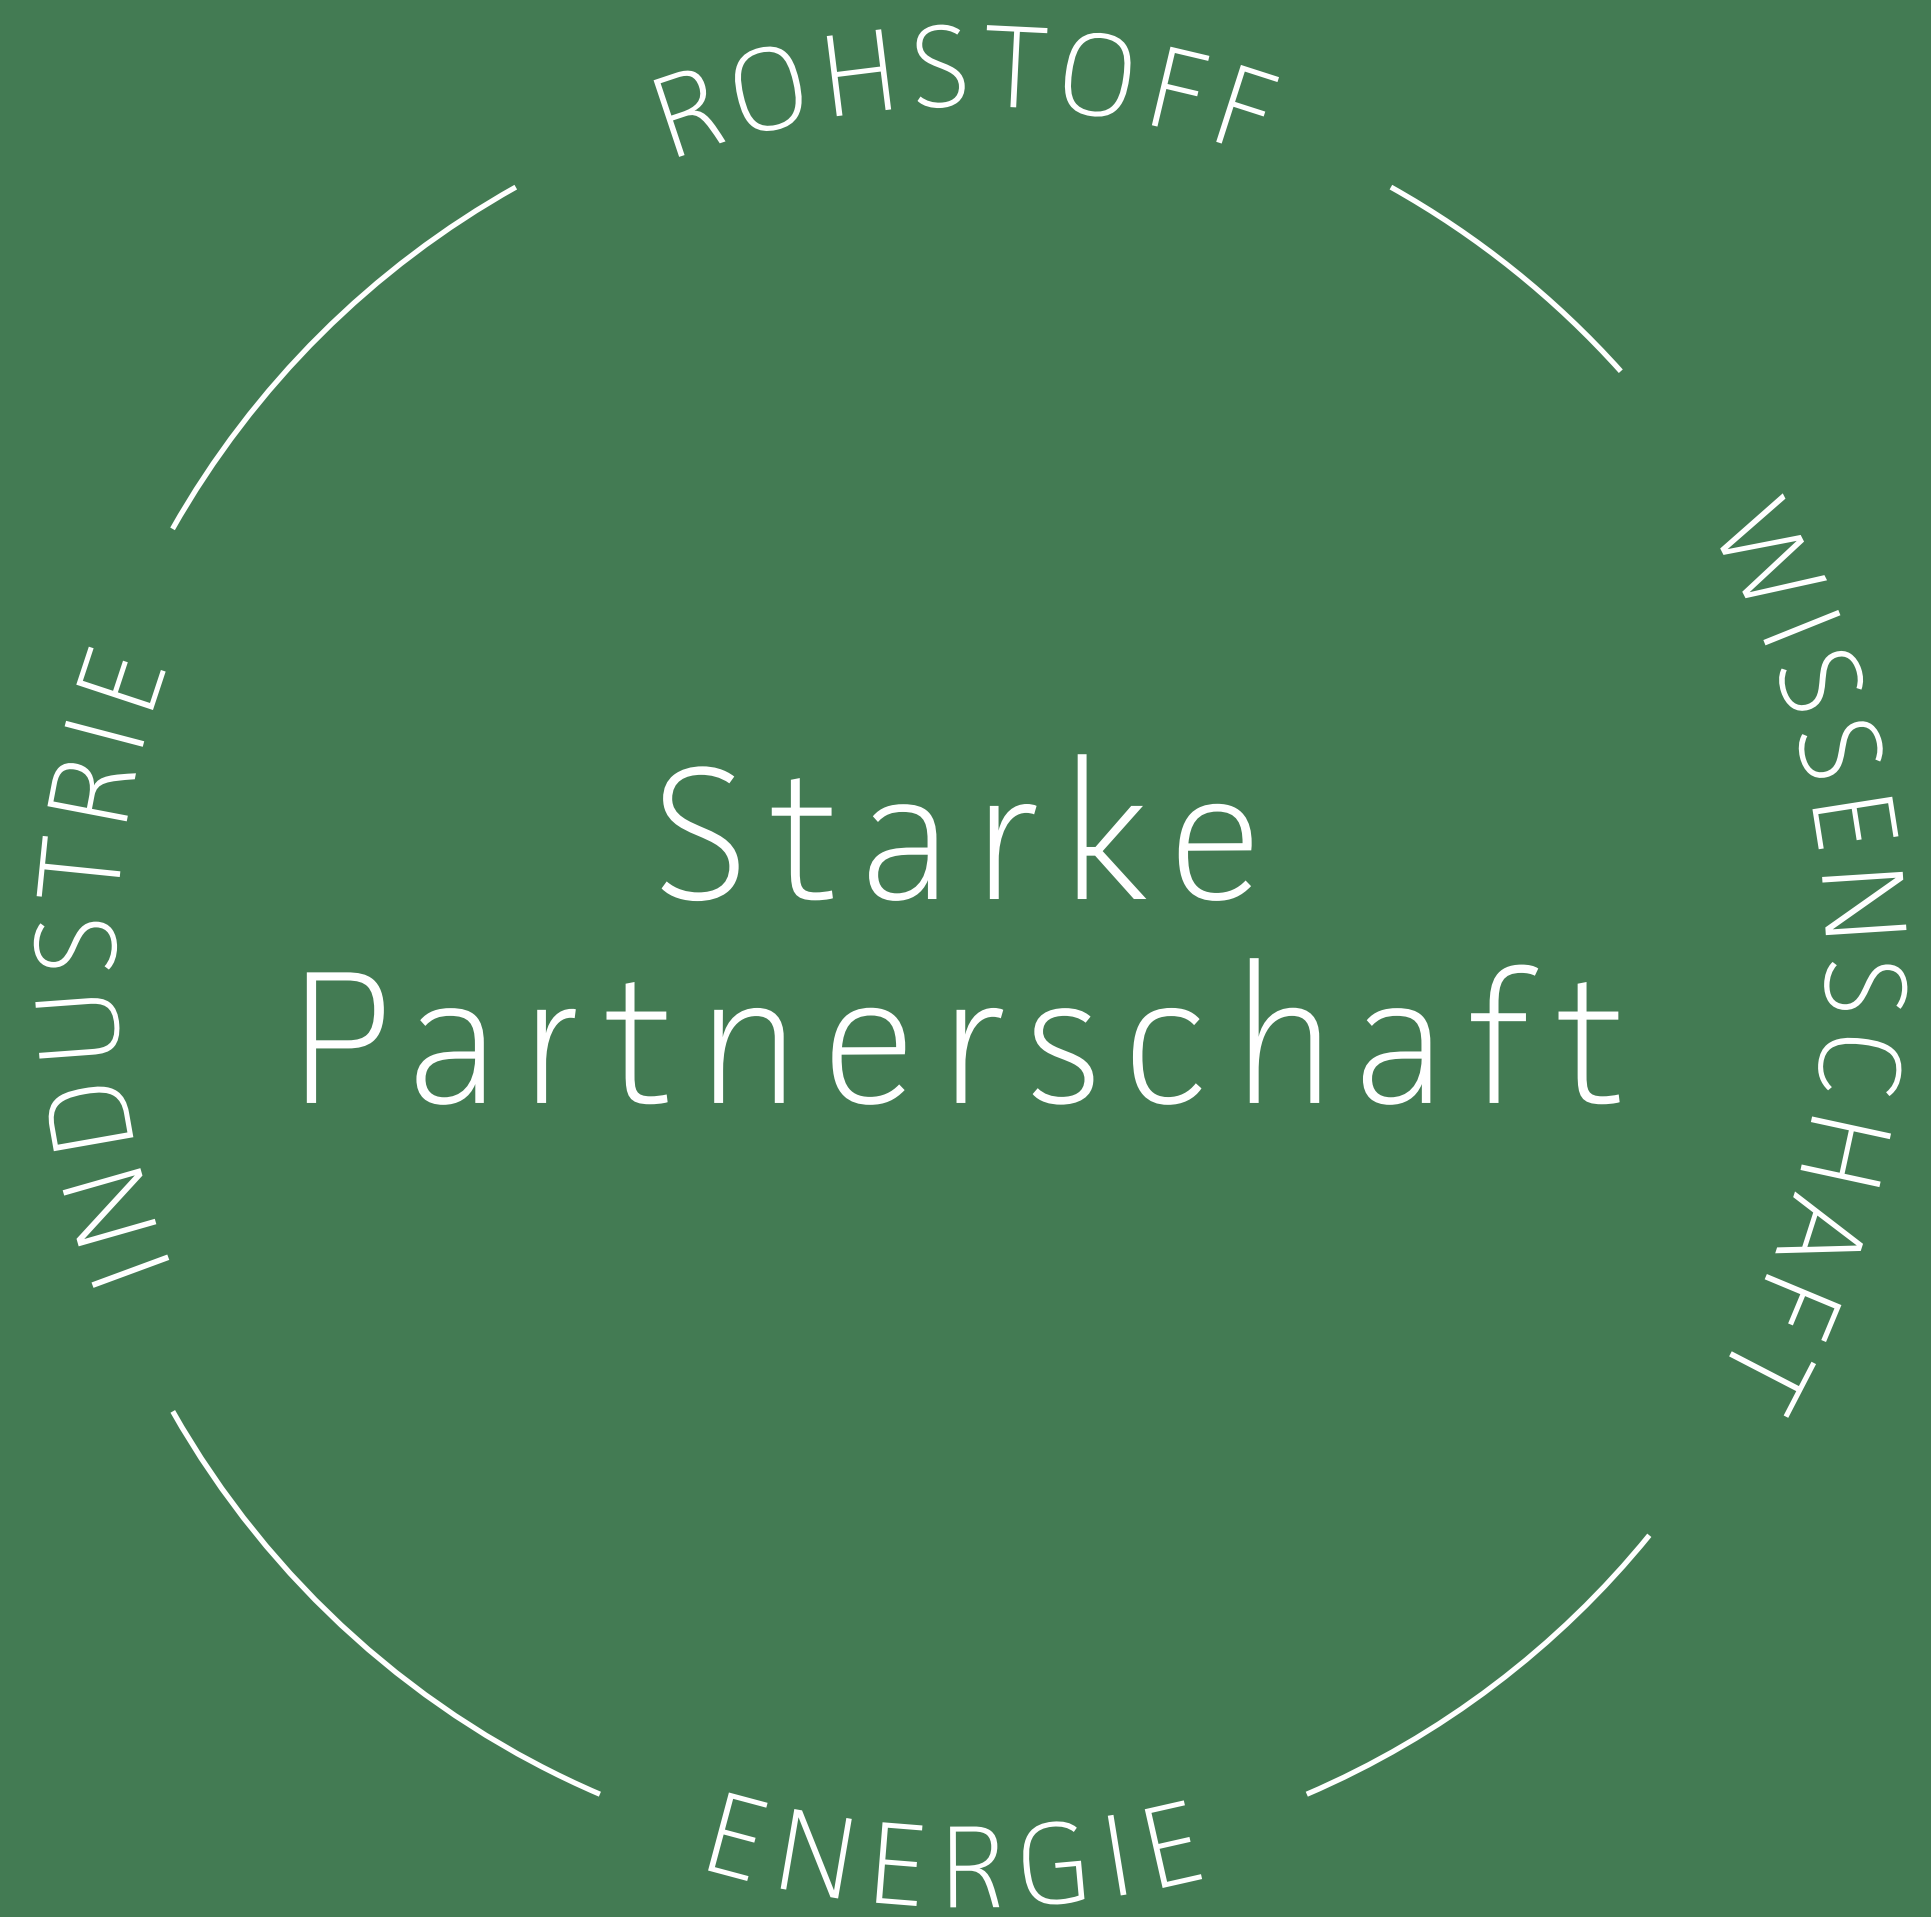 ROHSTOFF
WISSENSCHAFT
Starke
Partnerschaft
INDUSTRIE
ENERGIE